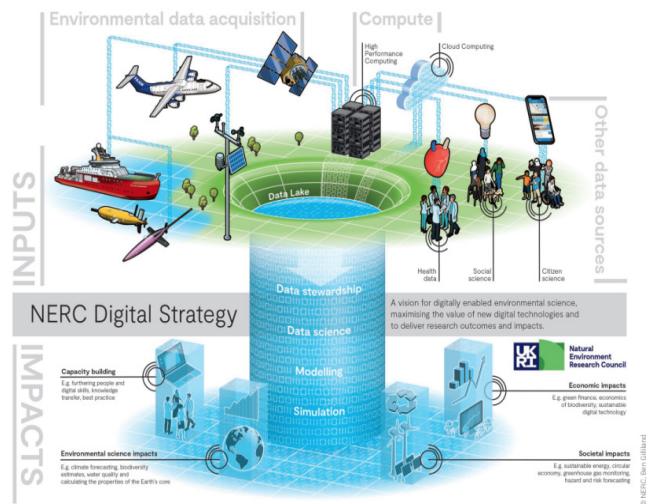 Environmental data acquisition
Compute
High
Performance
Computing
Cloud Computing
Other data sources
INPUTS
Data Lake
Health
data
Social
science
Citizen
science
Data stewardship
Data science
Modelling
Simulation
NERC Digital Strategy
A vision for digitally enabled environmental science,
maximising the value of new digital technologies and
to deliver research outcomes and impacts.
IMPACTS
Capacity building
E.g. furthering people and
digital skills, knowledge
transfer, best practice
Environmental science impacts
E.g. climate forecasting, biodiversity
estimates, water quality and
calculating the properties of the Earth's core
UK
RI
Natural
Environment
Research Council
Economic impacts
E.g. green finance, economics
of biodiversity, sustainable
digital technology
Societal impacts
E.g. sustainable energy, circular
economy, greenhouse gas monitoring,
hazard and risk forecasting
NERC, Ben Gilliland